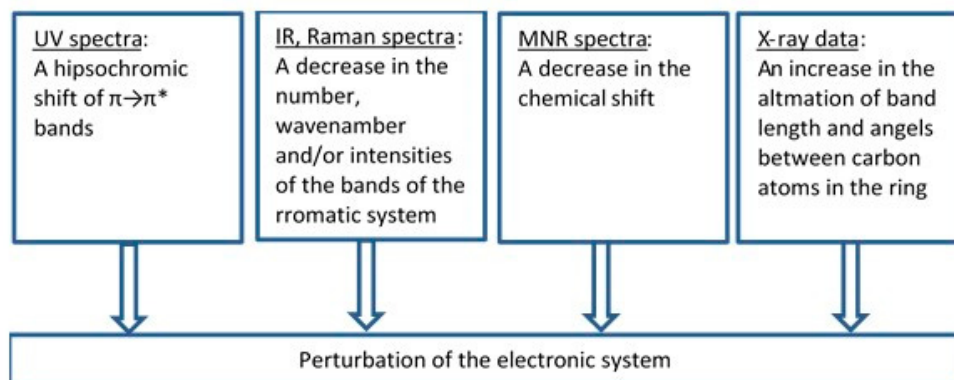 UV spectra:
A hipsochromic
shift of π→π*
bands
IR, Raman spectra:
A decrease in the
number,
wavenamber
and/or intensities
of the bands of the
rromatic system
MNR spectra:
A decrease in the
chemical shift
X-ray data:
An increase in the
altmation of band
length and angels
between carbon
atoms in the ring
Perturbation of the electronic system